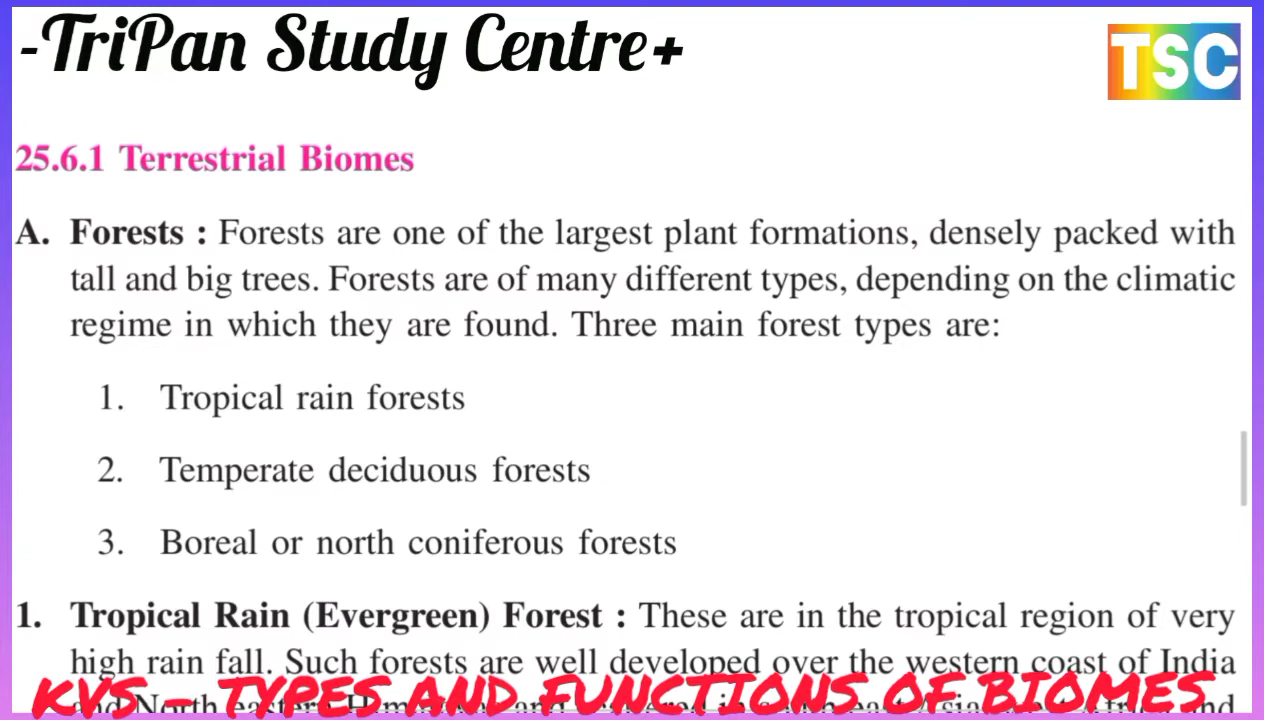 -TriPan Study Centre+
TSC
25.6.1 Terrestrial Biomes
A. Forests : Forests are one of the largest plant formations, densely packed with
tall and big trees. Forests are of many different types, depending on the climatic
regime in which they are found. Three main forest types are:
1. Tropical rain forests
2. Temperate deciduous forests
3. Boreal or north coniferous forests
1. Tropical Rain (Evergreen) Forest : These are in the tropical region of very
high rain fall. Such forests are well developed over the western coast of India
KVS - TYPES AND FUNCTIONS OF BIOMES